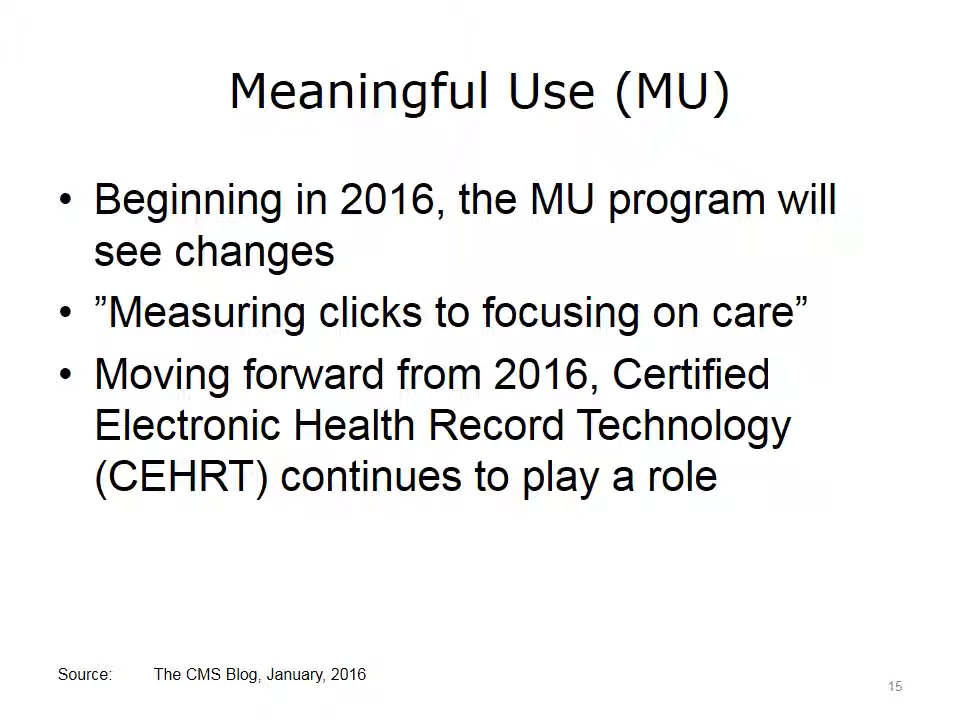 Meaningful Use (MU)
• Beginning in 2016, the MU program will
see changes
• ”Measuring clicks to focusing on care”
• Moving forward from 2016, Certified
Electronic Health Record Technology
(CEHRT) continues to play a role
Source: The CMS Blog, January, 2016
15